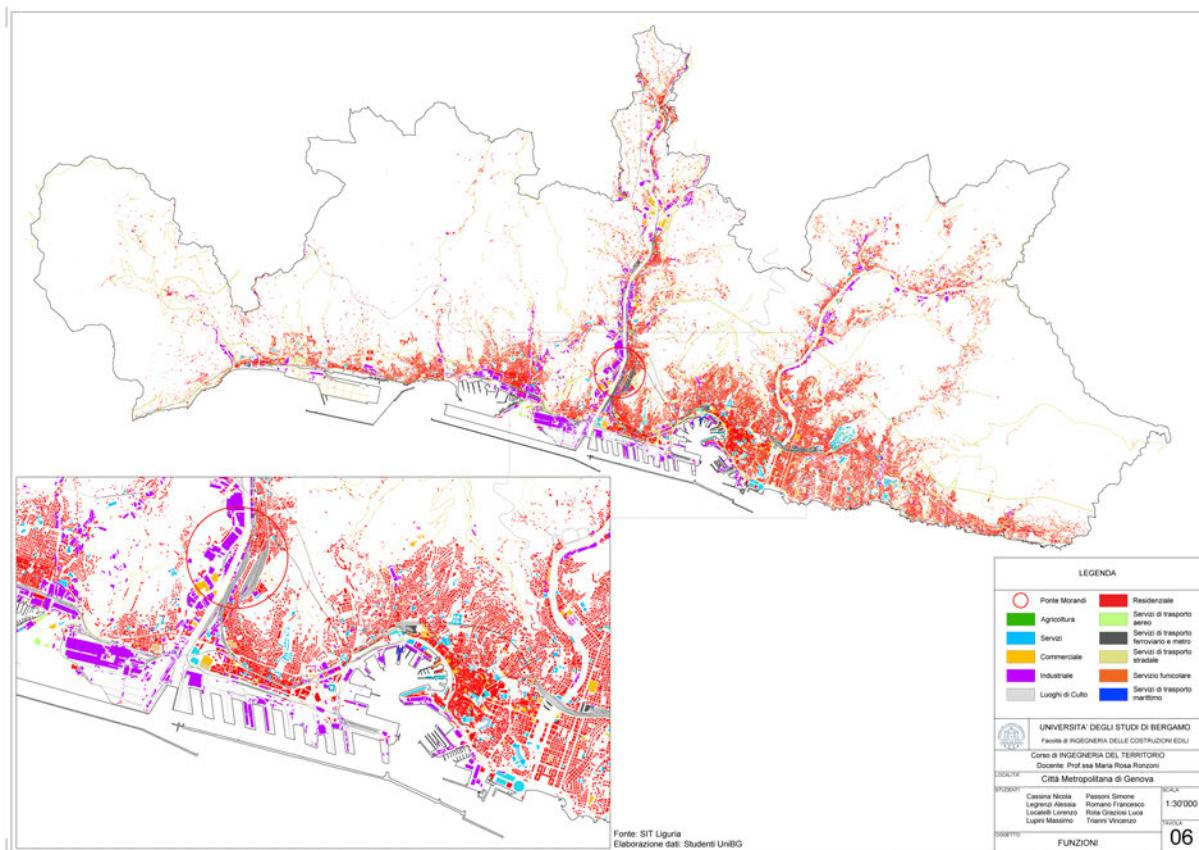 LEGENDA
Ponte Morandi
Agricoltura
Servizi
Commerciale
Industriale
Luoghi di Culto
Residenziale
Servizi di trasporto
aereo
Servizi di trasporto
ferroviario e metro
Servizi di trasporto
stradale
Servizio funicolare
Servizi di trasporto
marittimo
UNIVERSITA' DEGLI STUDI DI BERGAMO
Facoltà di INGEGNERIA DELLE COSTRUZIONI EDILI
Corso di INGEGNERIA DEL TERRITORIO
Docente: Prof.ssa Maria Rosa Ronzoni
LOCALITA'
Città Metropolitana di Genova
STUDENTI
Cassina Nicola Passoni Simone
Legrenzi Alessia Romano Francesco
Locatelli Lorenzo Rota Graziosi Luca
Lupini Massimo Trianni Vincenzo
SCALA
1:30'000
TAVOLA
06
OGGETTO
FUNZIONI
Fonte: SIT Liguria
Elaborazione dati: Studenti UniBG